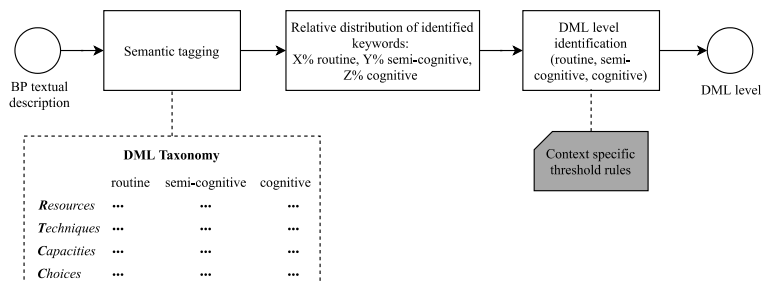 BP textual
description
Semantic tagging
Relative distribution of identified
keywords:
X% routine, Y% semi-cognitive,
Z% cognitive
DML level
identification
(routine, semi-
cognitive, cognitive)
DML level
DML Taxonomy
routine semi-cognitive cognitive
Resources ... ... ...
Techniques ... ... ...
Capacities ... ... ...
Choices ... ... ...
Context specific
threshold rules